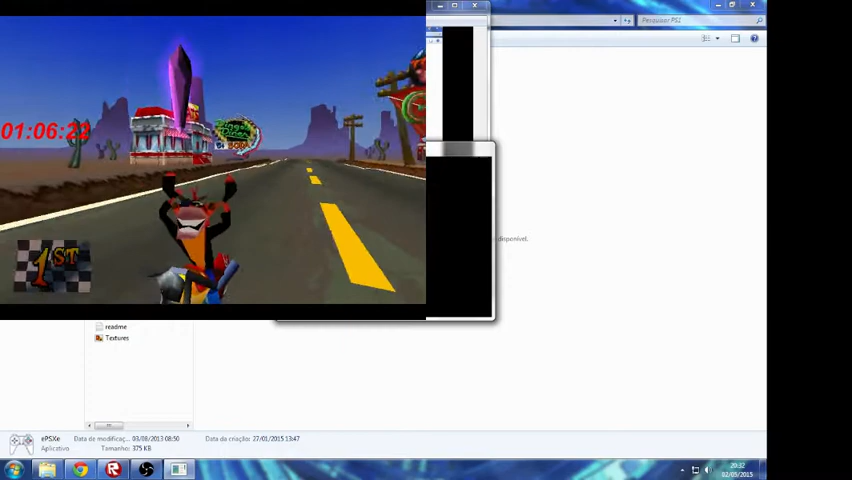 Pesquisar PS1
01:06:22
1ST
disponível.
readme
Textures
ePSXe Data de modificaç... 03/08/2013 08:50 Data da criação: 27/01/2015 13:47
Aplicativo Tamanho: 375 KB
20:32
02/05/2015